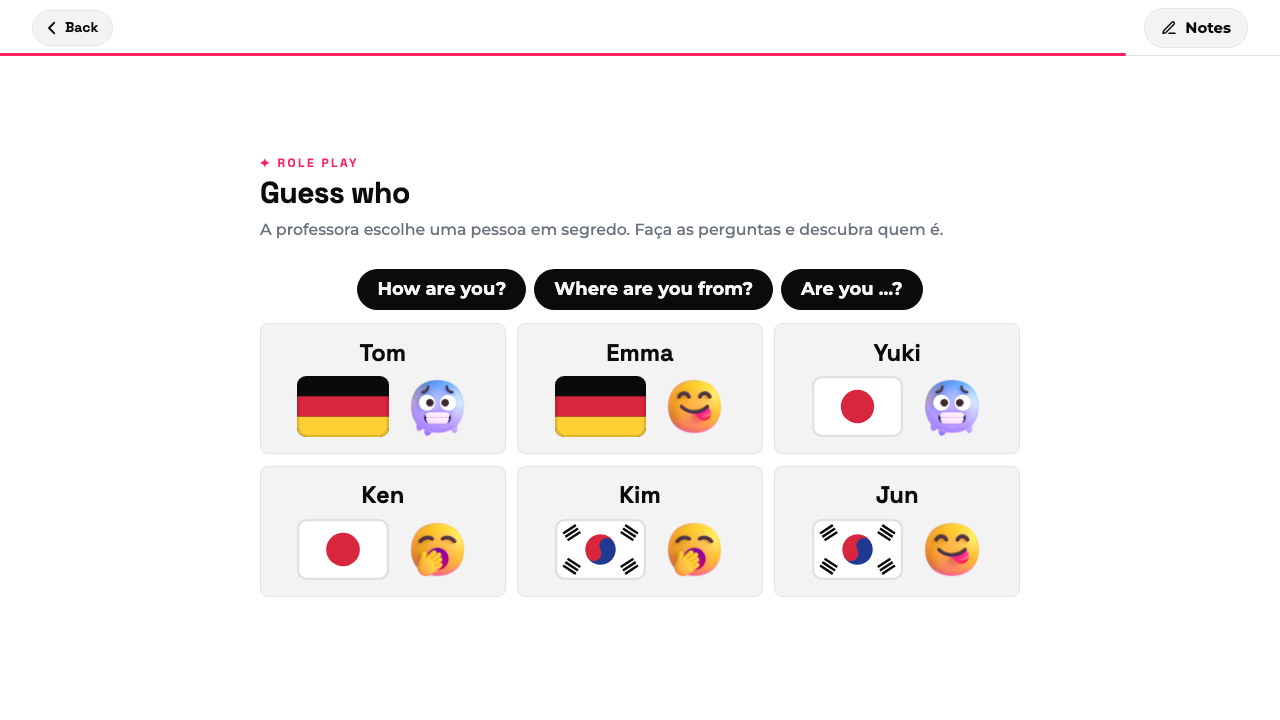 Back
Notes
ROLE PLAY
Guess who
A professora escolhe uma pessoa em segredo. Faça as perguntas e descubra quem é.
How are you?
Where are you from?
Are you ...?
Tom
Emma
Yuki
Ken
Kim
Jun